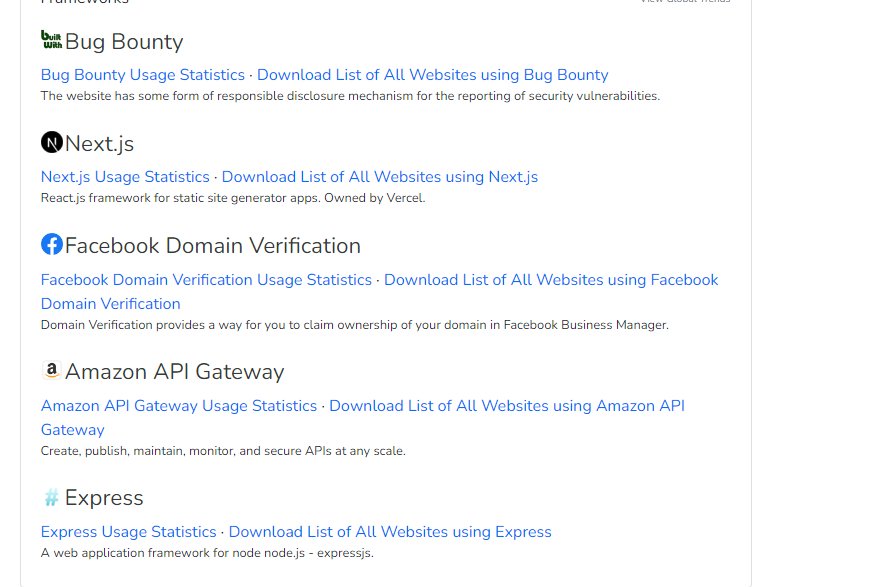 Frameworks
View Global Trends
built
with
Bug Bounty
Bug Bounty Usage Statistics · Download List of All Websites using Bug Bounty
The website has some form of responsible disclosure mechanism for the reporting of security vulnerabilities.
N
Next.js
Next.js Usage Statistics · Download List of All Websites using Next.js
React.js framework for static site generator apps. Owned by Vercel.
Facebook Domain Verification
Facebook Domain Verification Usage Statistics · Download List of All Websites using Facebook
Domain Verification
Domain Verification provides a way for you to claim ownership of your domain in Facebook Business Manager.
a
Amazon API Gateway
Amazon API Gateway Usage Statistics · Download List of All Websites using Amazon API
Gateway
Create, publish, maintain, monitor, and secure APIs at any scale.
# Express
Express Usage Statistics · Download List of All Websites using Express
A web application framework for node node.js - expressjs.